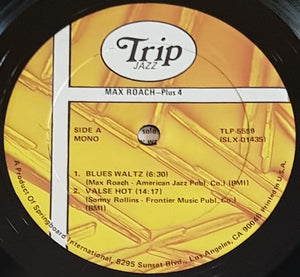 Trip
JAZZ
MAX ROACH—Plus 4
SIDE A
MONO
TLP-5559
(SLX-01435)
1. BLUES WALTZ (6:30)
(Max Roach - American Jazz Publ. Co.) (BMI)
2. VALSE HOT (14:17)
(Sonny Rollins - Frontier Music Publ. Co.)
(BMI)
A Product Of Springboard International, 8295 Sunset Blvd., Los Angeles, CA 90046 Printed in U.S.A.